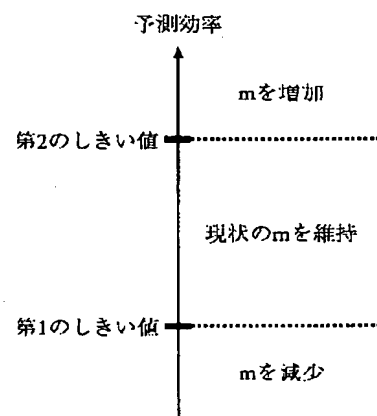 予測効率
mを増加
第2のしきい値
現状のmを維持
第1のしきい値
mを減少